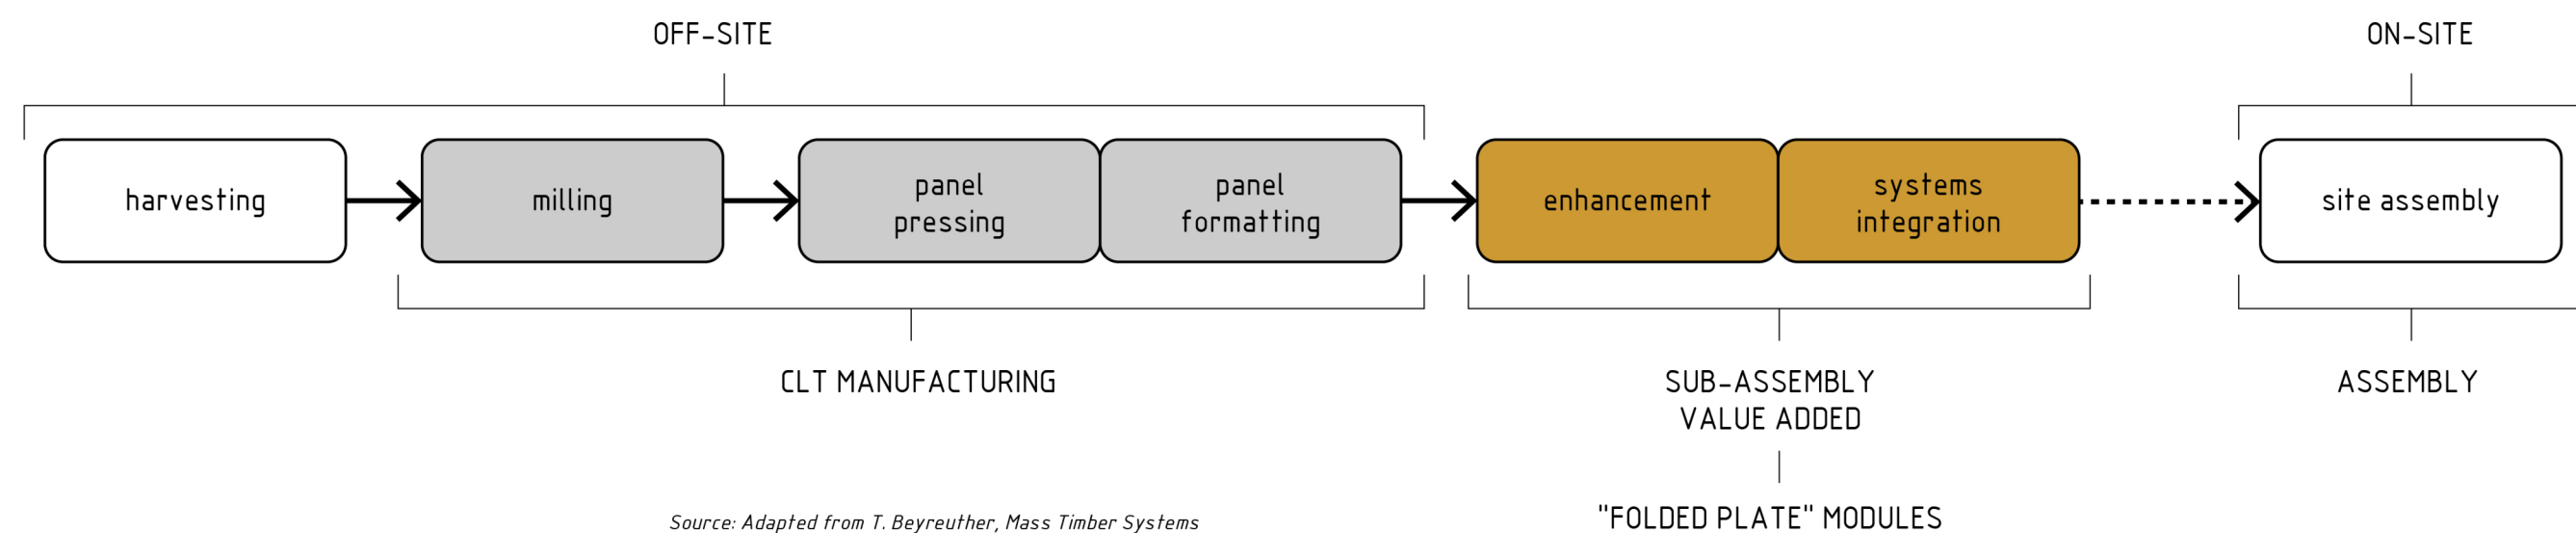 OFF-SITE
ON-SITE
harvesting
milling
panel
pressing
panel
formatting
enhancement
systems
integration
site assembly
CLT MANUFACTURING
SUB-ASSEMBLY
VALUE ADDED
ASSEMBLY
"FOLDED PLATE" MODULES
Source: Adapted from T. Beyreuther, Mass Timber Systems